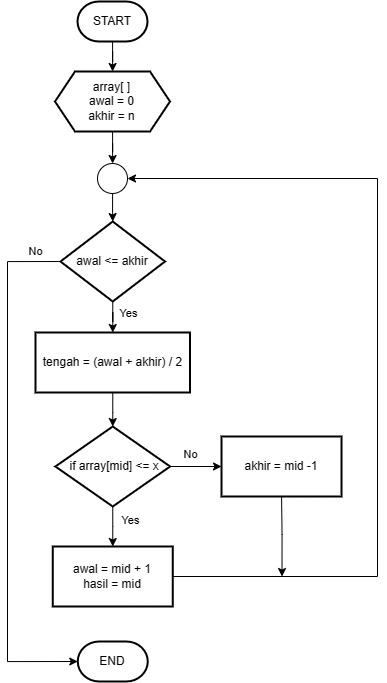 START
array[ ]
awal = 0
akhir = n
awal <= akhir
No
Yes
tengah = (awal + akhir) / 2
if array[mid] <= x
No
akhir = mid -1
Yes
awal = mid + 1
hasil = mid
END